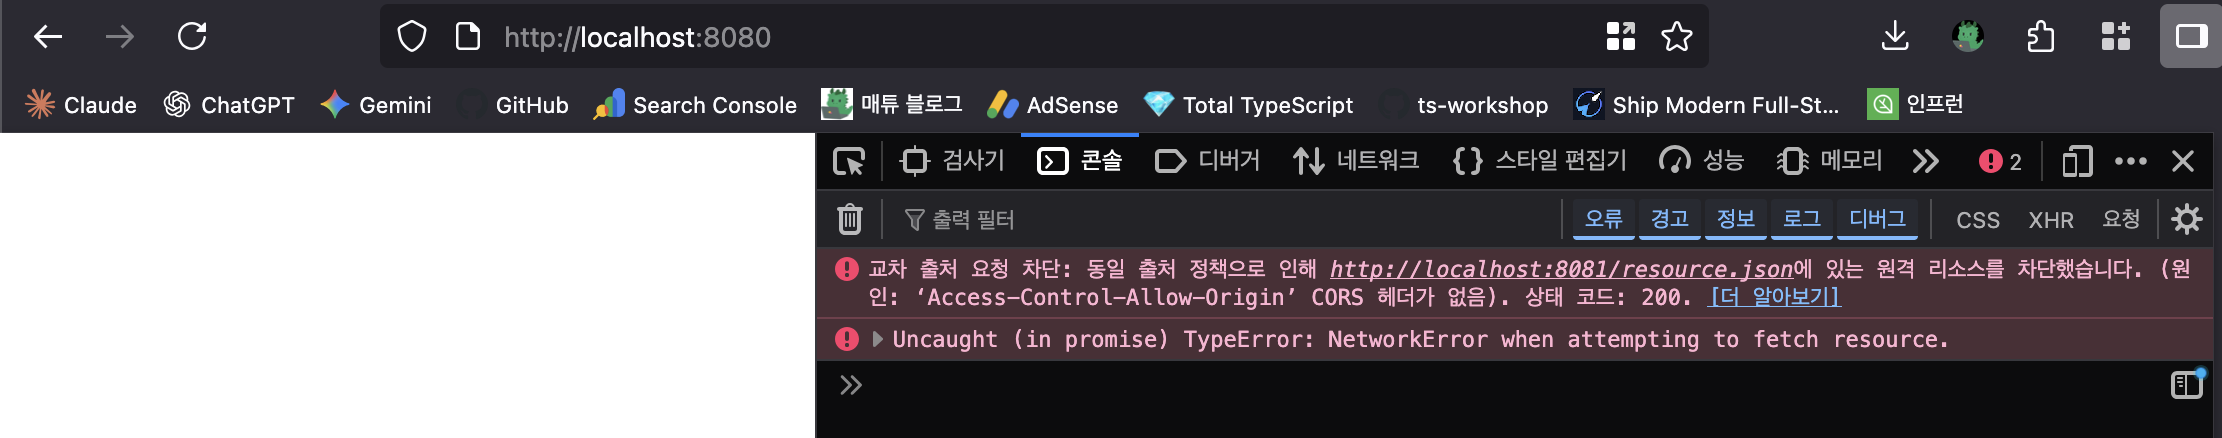 http://localhost:8080
Claude ChatGPT Gemini GitHub Search Console 매튜 블로그 AdSense Total TypeScript ts-workshop Ship Modern Full-St... 인프런
검사기 콘솔 디버거 네트워크 스타일 편집기 성능 메모리 2
출력 필터 오류 경고 정보 로그 디버그 CSS XHR 요청
교차 출처 요청 차단: 동일 출처 정책으로 인해 http://localhost:8081/resource.json에 있는 원격 리소스를 차단했습니다. (원
인: ‘Access-Control-Allow-Origin’ CORS 헤더가 없음). 상태 코드: 200. [더 알아보기]
Uncaught (in promise) TypeError: NetworkError when attempting to fetch resource.